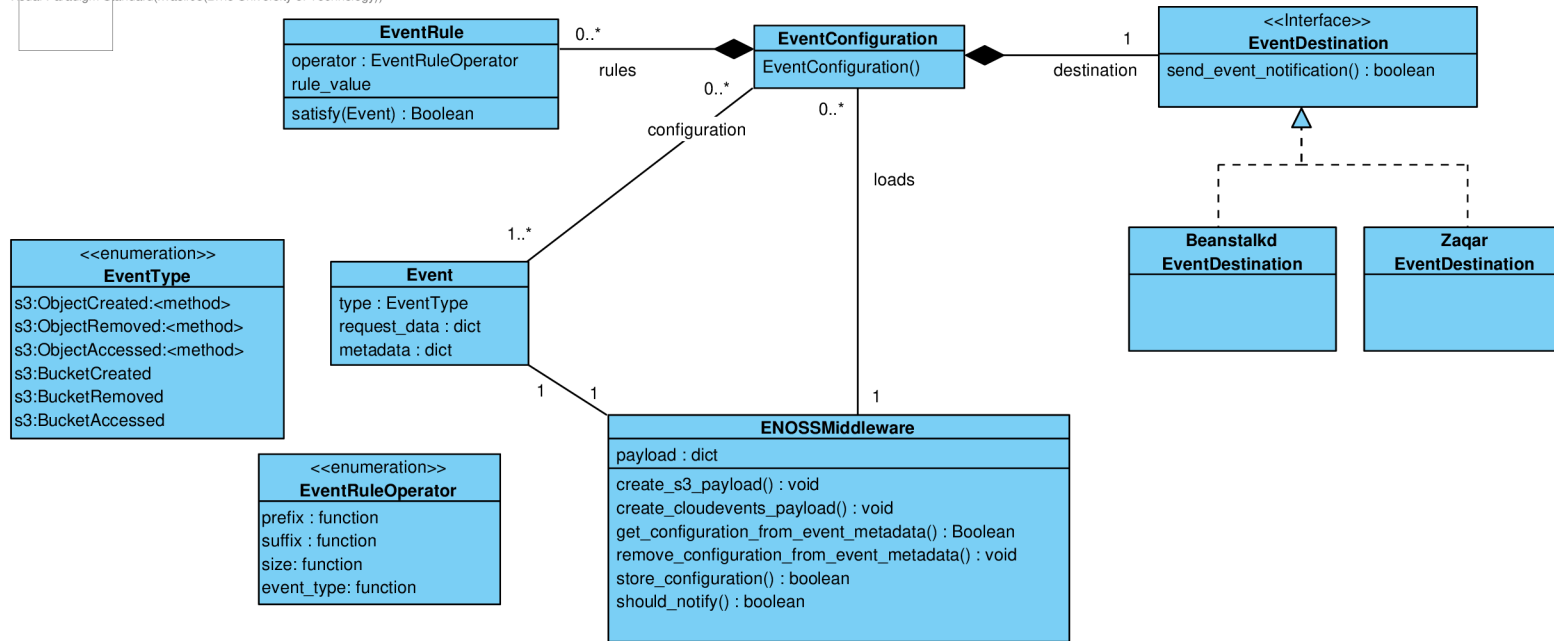 EventRule
operator : EventRuleOperator
rule_value
satisfy(Event) : Boolean
0..*
rules
EventConfiguration
EventConfiguration()
1
destination
<<Interface>>
EventDestination
send_event_notification() : boolean
0..*
configuration
0..*
loads
1..*
Beanstalkd
EventDestination
Zaqar
EventDestination
<<enumeration>>
EventType
s3:ObjectCreated:<method>
s3:ObjectRemoved:<method>
s3:ObjectAccessed:<method>
s3:BucketCreated
s3:BucketRemoved
s3:BucketAccessed
Event
type : EventType
request_data : dict
metadata : dict
1
1
1
<<enumeration>>
EventRuleOperator
prefix : function
suffix : function
size: function
event_type: function
ENOSSMiddleware
payload : dict
create_s3_payload() : void
create_cloudevents_payload() : void
get_configuration_from_event_metadata() : Boolean
remove_configuration_from_event_metadata() : void
store_configuration() : boolean
should_notify() : boolean